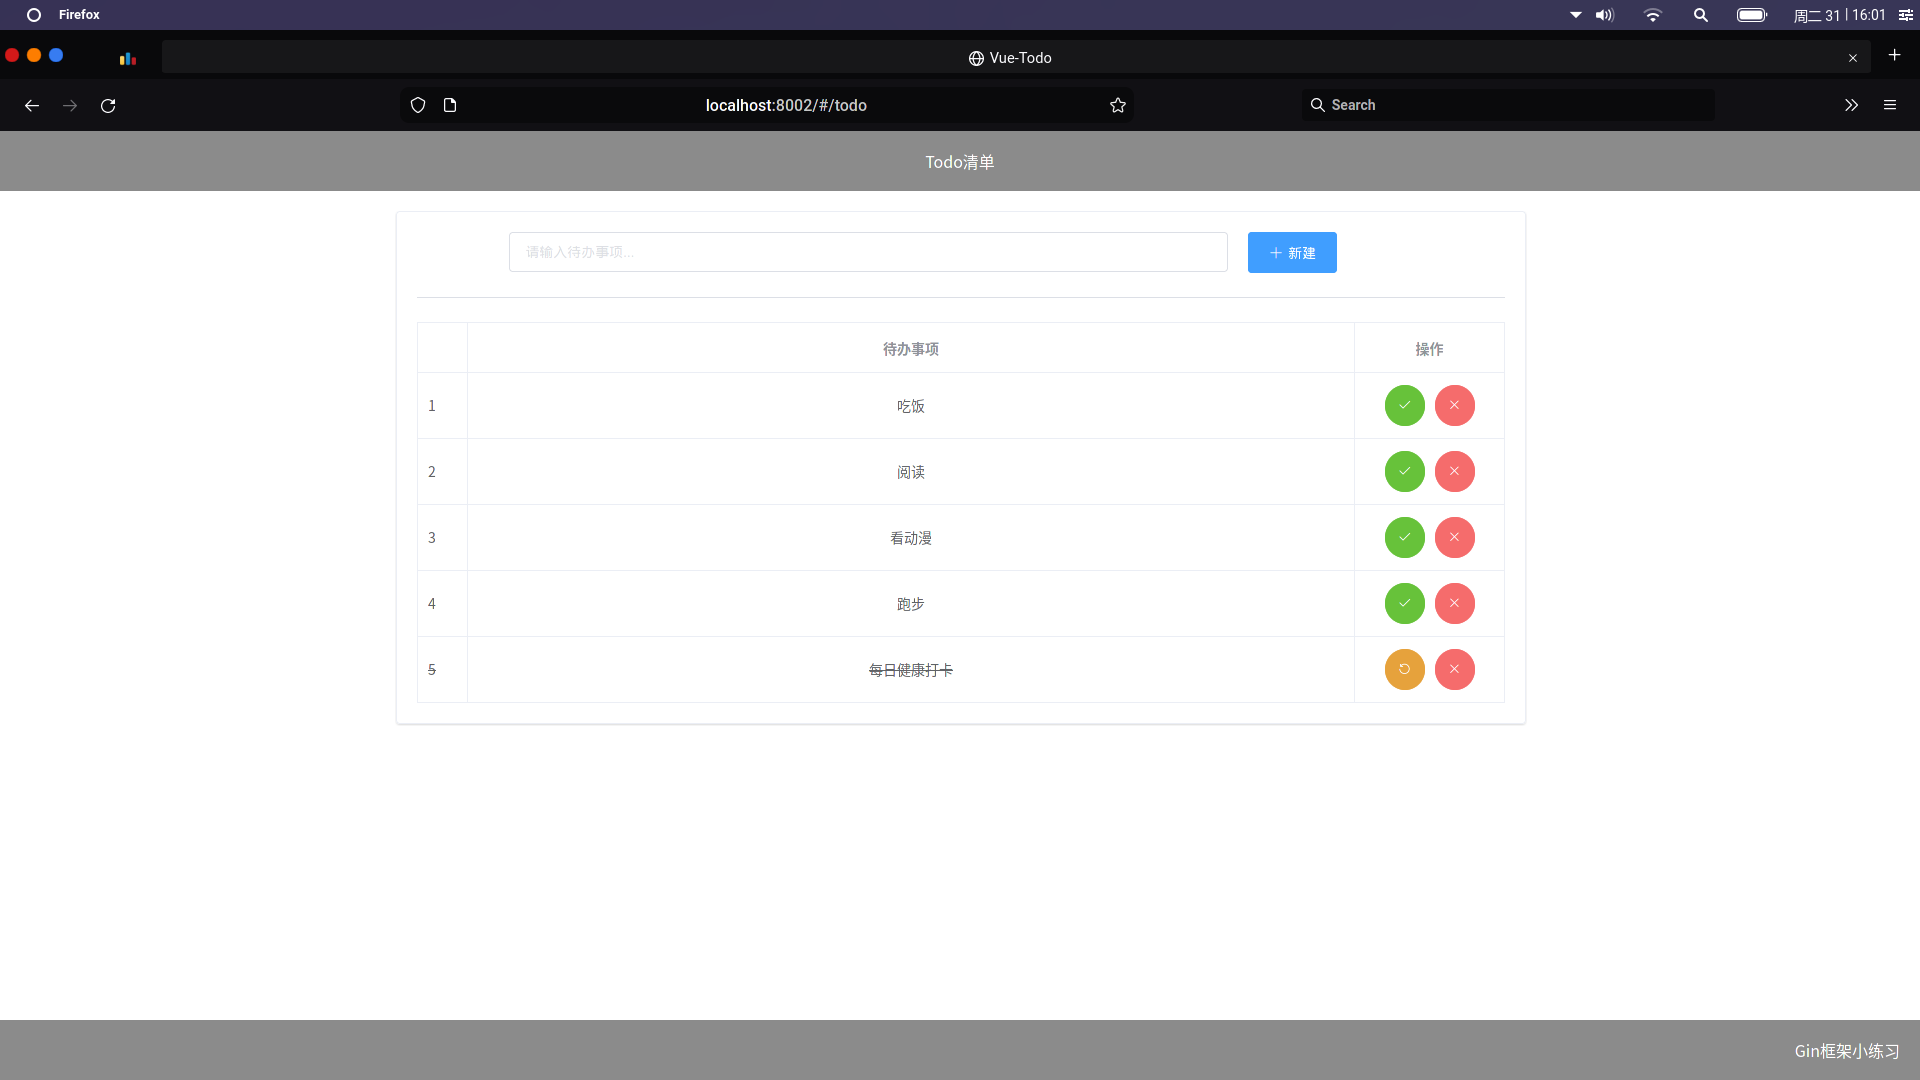 Firefox
周二 31 | 16:01
Vue-Todo
localhost:8002/#/todo
Search
Todo清单
请输入待办事项...
新建
待办事项 操作
1 吃饭
2 阅读
3 看动漫
4 跑步
5 每日健康打卡
Gin框架小练习